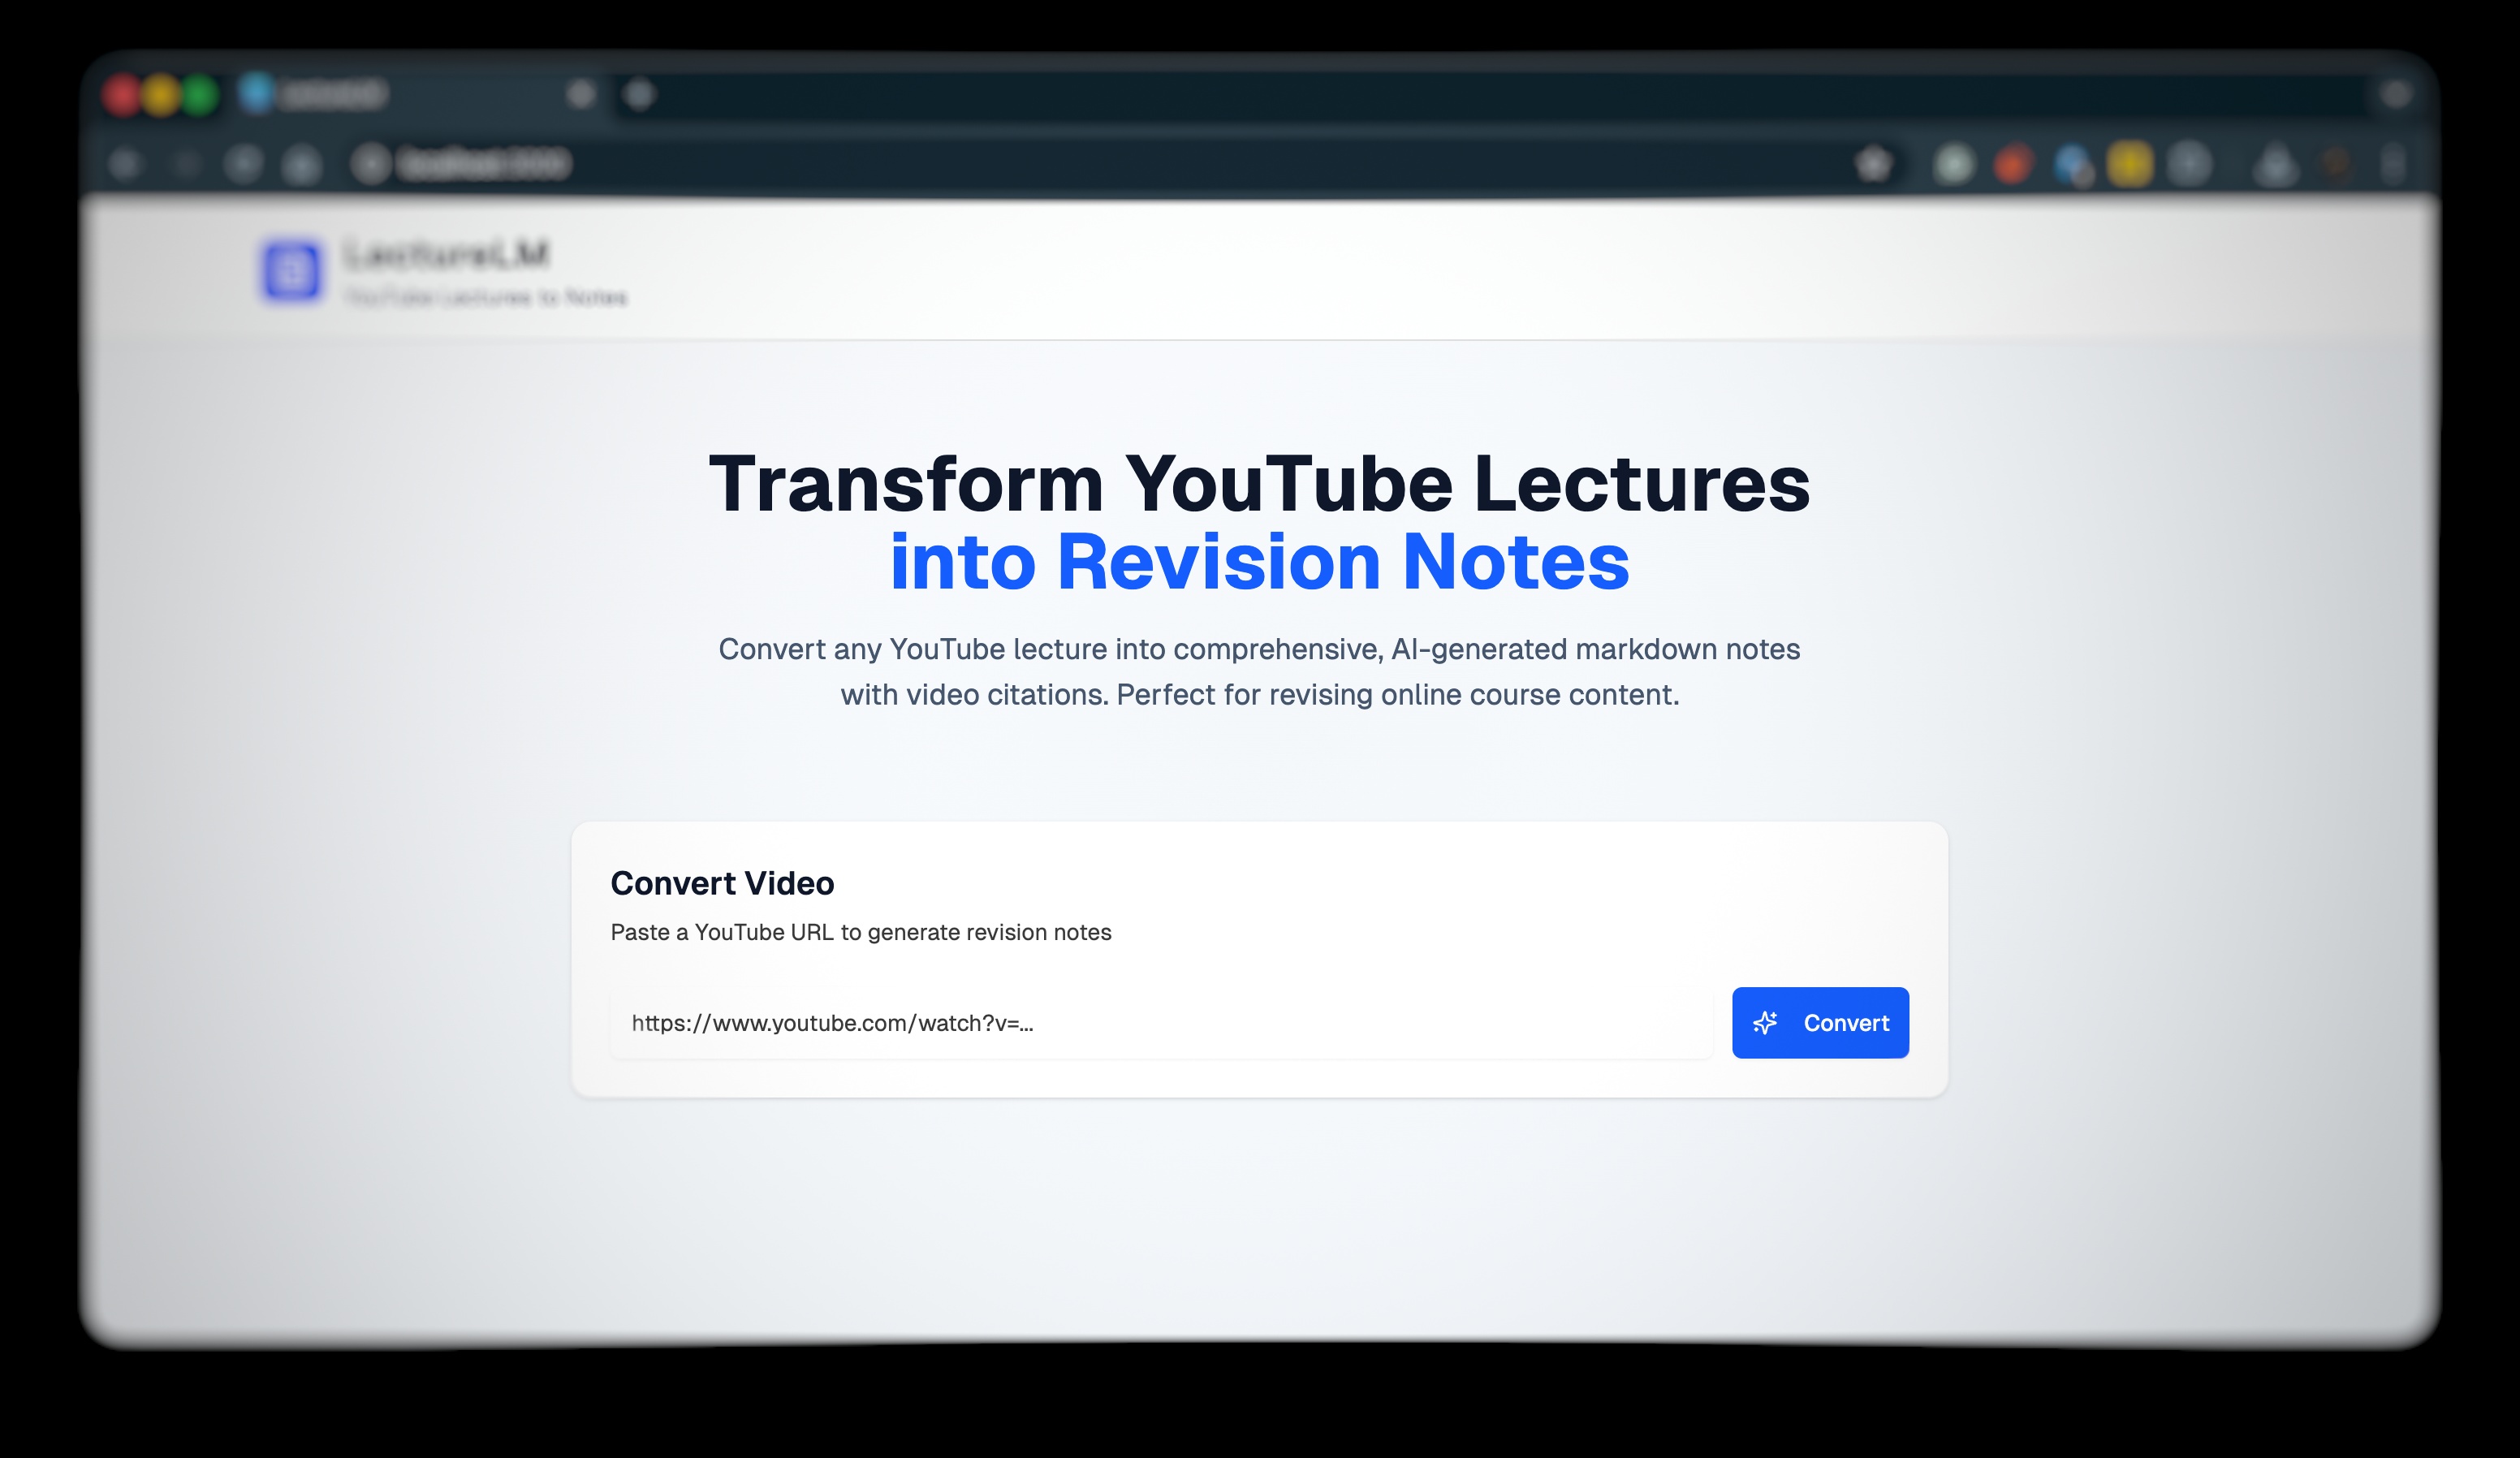 LectureLM
YouTube Lectures to Notes
Transform YouTube Lectures
into Revision Notes
Convert any YouTube lecture into comprehensive, AI-generated markdown notes
with video citations. Perfect for revising online course content.
Convert Video
Paste a YouTube URL to generate revision notes
https://www.youtube.com/watch?v=...
Convert